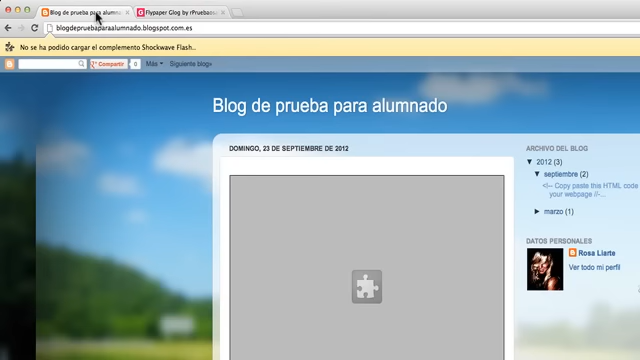 Blog de prueba para alumna
Flypaper Glog by rPruebas
blogdepruebaparaalumnado.blogspot.com.es
No se ha podido cargar el complemento Shockwave Flash..
Compartir 0 Más Siguiente blog»
Blog de prueba para alumnado
DOMINGO, 23 DE SEPTIEMBRE DE 2012
ARCHIVO DEL BLOG
▼ 2012 (3)
▼ septiembre (2)
<!-- Copy paste this HTML code
your webpage //-...
► marzo (1)
DATOS PERSONALES
Rosa Liarte
Ver todo mi perfil